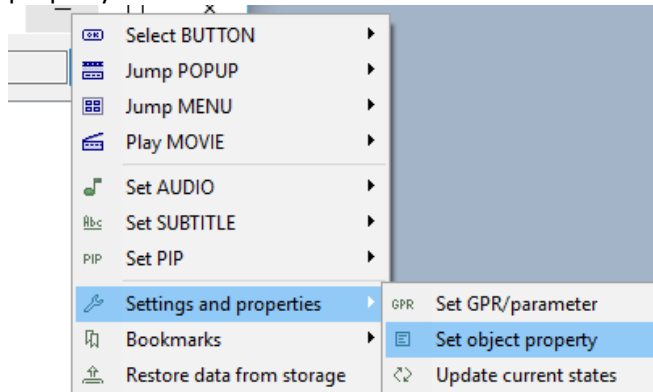 Select BUTTON
Jump POPUP
Jump MENU
Play MOVIE
Set AUDIO
Abc Set SUBTITLE
PIP Set PIP
Settings and properties
GPR Set GPR/parameter
Bookmarks
Set object property
Restore data from storage
Update current states